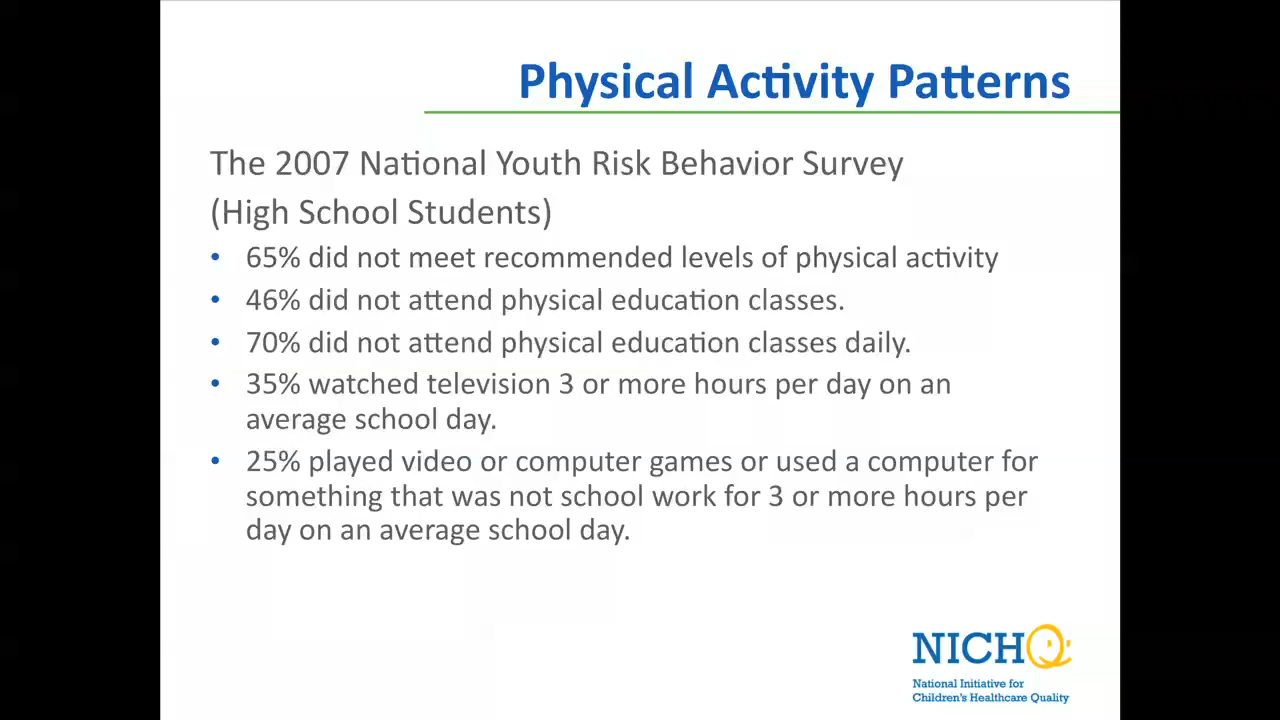 Physical Activity Patterns
The 2007 National Youth Risk Behavior Survey
(High School Students)
• 65% did not meet recommended levels of physical activity
• 46% did not attend physical education classes.
• 70% did not attend physical education classes daily.
• 35% watched television 3 or more hours per day on an
average school day.
• 25% played video or computer games or used a computer for
something that was not school work for 3 or more hours per
day on an average school day.
NICHQ
National Initiative for
Children's Healthcare Quality